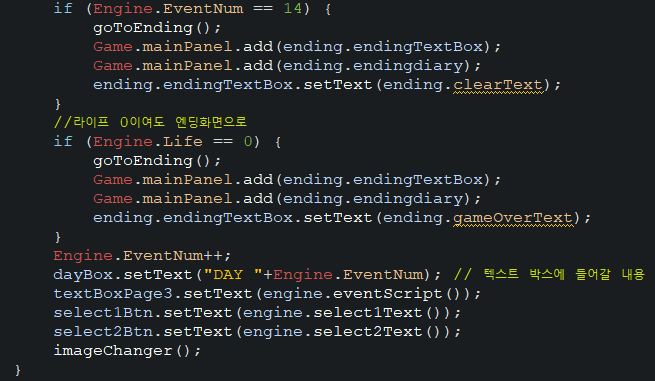 if (Engine.EventNum == 14) {
goToEnding();
Game.mainPanel.add(ending.endingTextBox);
Game.mainPanel.add(ending.endingdiary);
ending.endingTextBox.setText(ending.clearText);
}
//라이프 0이여도 엔딩화면으로
if (Engine.Life == 0) {
goToEnding();
Game.mainPanel.add(ending.endingTextBox);
Game.mainPanel.add(ending.endingdiary);
ending.endingTextBox.setText(ending.gameOverText);
}
Engine.EventNum++;
dayBox.setText("DAY "+Engine.EventNum); // 텍스트 박스에 들어갈 내용
textBoxPage3.setText(engine.eventScript());
select1Btn.setText(engine.select1Text());
select2Btn.setText(engine.select2Text());
imageChanger();
}